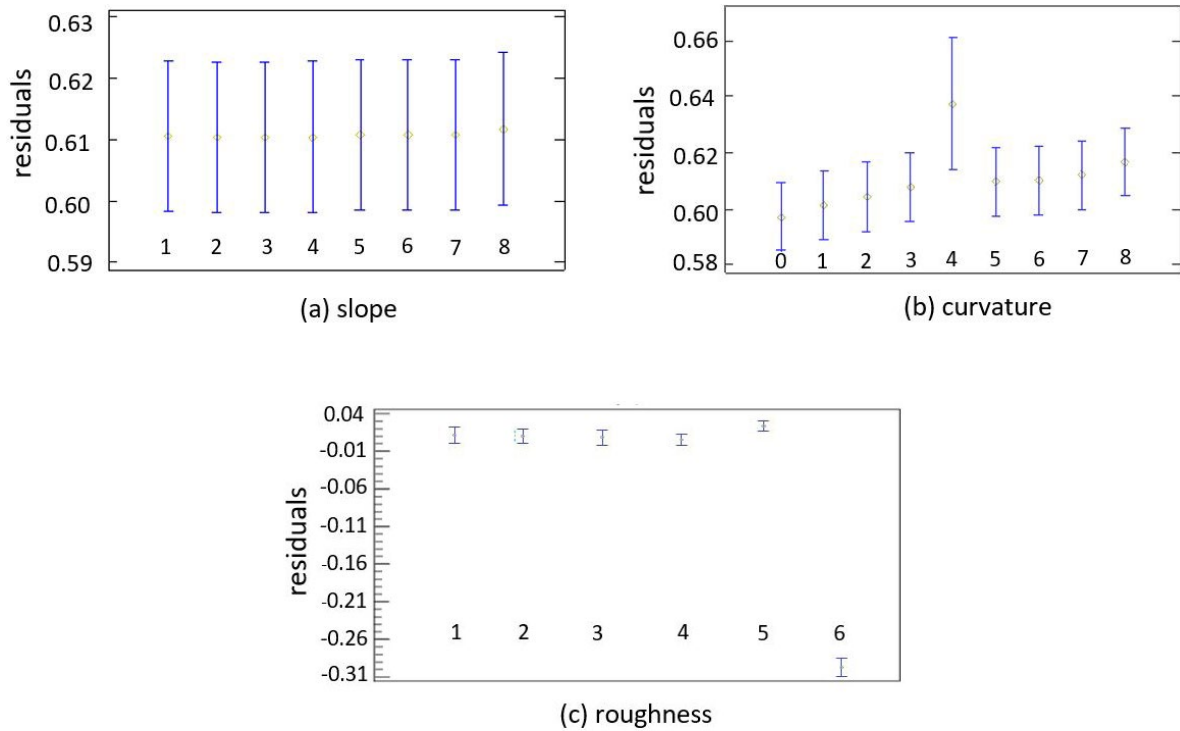 residuals
0.63
0.62
0.61
0.60
0.59
1 2 3 4 5 6 7 8
(a) slope
residuals
0.66
0.64
0.62
0.60
0.58
0 1 2 3 4 5 6 7 8
(b) curvature
residuals
0.04
-0.01
-0.06
-0.11
-0.16
-0.21
-0.26
-0.31
1 2 3 4 5 6
(c) roughness